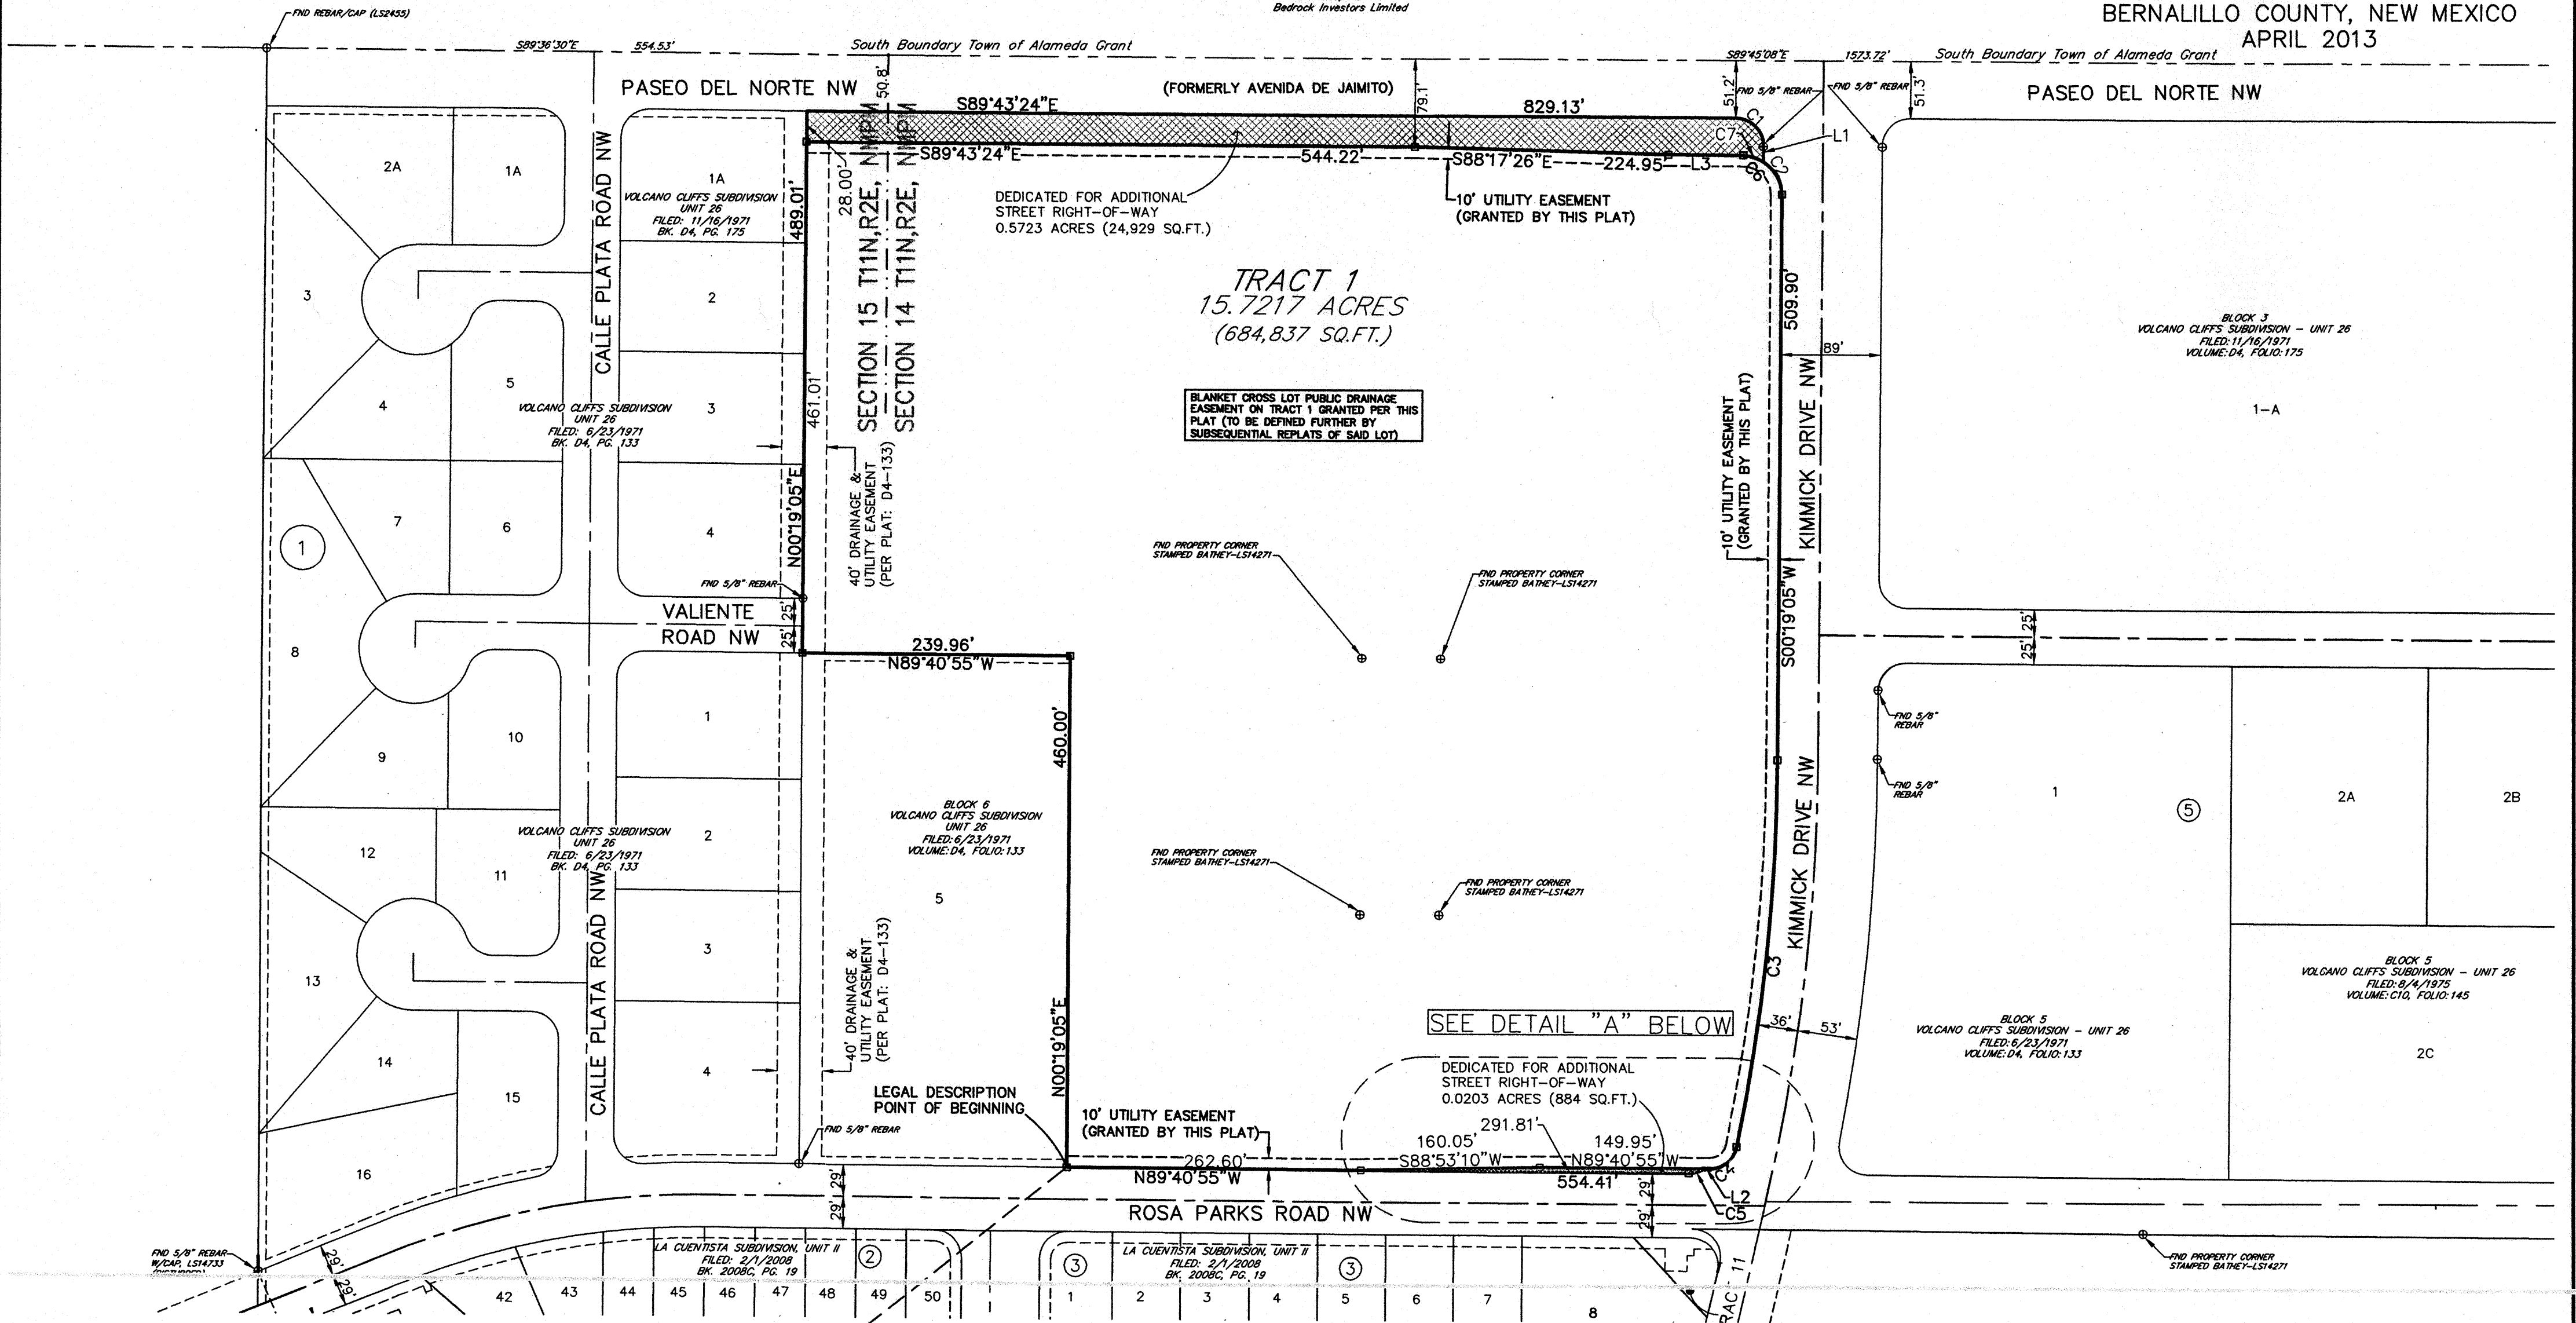 Bedrock Investors Limited
BERNALILLO COUNTY, NEW MEXICO
APRIL 2013
FND REBAR/CAP (LS2455)
S89°36'30"E 554.53'
South Boundary Town of Alameda Grant
S89°45'08"E 1573.72'
South Boundary Town of Alameda Grant
PASEO DEL NORTE NW
50.8'
(FORMERLY AVENIDA DE JAIMITO)
79.1'
51.2'
FND 5/8" REBAR
FND 5/8" REBAR
51.3'
PASEO DEL NORTE NW
S89°43'24"E
829.13'
C1
C7
L1
S89°43'24"E
544.22'
S88°17'26"E
224.95'
L3
C6
C2
28.00'
DEDICATED FOR ADDITIONAL
STREET RIGHT-OF-WAY
0.5723 ACRES (24,929 SQ.FT.)
10' UTILITY EASEMENT
(GRANTED BY THIS PLAT)
2A
1A
1A
VOLCANO CLIFFS SUBDIVISION
UNIT 26
FILED: 11/16/1971
BK. D4, PG. 175
489.01'
SECTION 15 T11N,R2E, NMPM
SECTION 14 T11N,R2E, NMPM
CALLE PLATA ROAD NW
TRACT 1
15.7217 ACRES
(684,837 SQ.FT.)
3
2
509.90'
BLOCK 3
VOLCANO CLIFFS SUBDIVISION - UNIT 26
FILED: 11/16/1971
VOLUME: D4, FOLIO: 175
1-A
89'
5
4
3
VOLCANO CLIFFS SUBDIVISION
UNIT 26
FILED: 6/23/1971
BK. D4, PG. 133
461.01'
BLANKET CROSS LOT PUBLIC DRAINAGE
EASEMENT ON TRACT 1 GRANTED PER THIS
PLAT (TO BE DEFINED FURTHER BY
SUBSEQUENTIAL REPLATS OF SAID LOT)
10' UTILITY EASEMENT
(GRANTED BY THIS PLAT)
KIMMICK DRIVE NW
N00°19'05"E
40' DRAINAGE &
UTILITY EASEMENT
(PER PLAT: D4-133)
7
6
4
1
FND PROPERTY CORNER
STAMPED BATHEY-LS14271
FND PROPERTY CORNER
STAMPED BATHEY-LS14271
FND 5/8" REBAR
VALIENTE
ROAD NW
25'
25'
S00°19'05"W
25'
25'
8
239.96'
N89°40'55"W
460.00'
1
10
9
FND 5/8"
REBAR
FND 5/8"
REBAR
1
5
2A
2B
BLOCK 6
VOLCANO CLIFFS SUBDIVISION
UNIT 26
FILED: 6/23/1971
VOLUME: D4, FOLIO: 133
5
VOLCANO CLIFFS SUBDIVISION
UNIT 26
FILED: 6/23/1971
BK. D4, PG. 133
2
12
11
FND PROPERTY CORNER
STAMPED BATHEY-LS14271
FND PROPERTY CORNER
STAMPED BATHEY-LS14271
KIMMICK DRIVE NW
C3
CALLE PLATA ROAD NW
3
13
40' DRAINAGE &
UTILITY EASEMENT
(PER PLAT: D4-133)
N00°19'05"E
SEE DETAIL "A" BELOW
36'
53'
BLOCK 5
VOLCANO CLIFFS SUBDIVISION - UNIT 26
FILED: 8/4/1975
VOLUME: C10, FOLIO: 145
BLOCK 5
VOLCANO CLIFFS SUBDIVISION - UNIT 26
FILED: 6/23/1971
VOLUME: D4, FOLIO: 133
2C
14
15
4
LEGAL DESCRIPTION
POINT OF BEGINNING
DEDICATED FOR ADDITIONAL
STREET RIGHT-OF-WAY
0.0203 ACRES (884 SQ.FT.)
10' UTILITY EASEMENT
(GRANTED BY THIS PLAT)
FND 5/8" REBAR
291.81'
160.05'
149.95'
262.60'
S88°53'10"W
N89°40'55"W
N89°40'55"W
554.41'
C4
L2
C5
16
29'
29'
29'
29'
ROSA PARKS ROAD NW
FND 5/8" REBAR
W/CAP, LS14733
29'
29'
LA CUENTISTA SUBDIVISION, UNIT II
FILED: 2/1/2008
BK. 2008C, PG. 19
2
3
LA CUENTISTA SUBDIVISION, UNIT II
FILED: 2/1/2008
BK. 2008C, PG. 19
3
FND PROPERTY CORNER
STAMPED BATHEY-LS14271
42 43 44 45 46 47 48 49 50 1 2 3 4 5 6 7 8
11